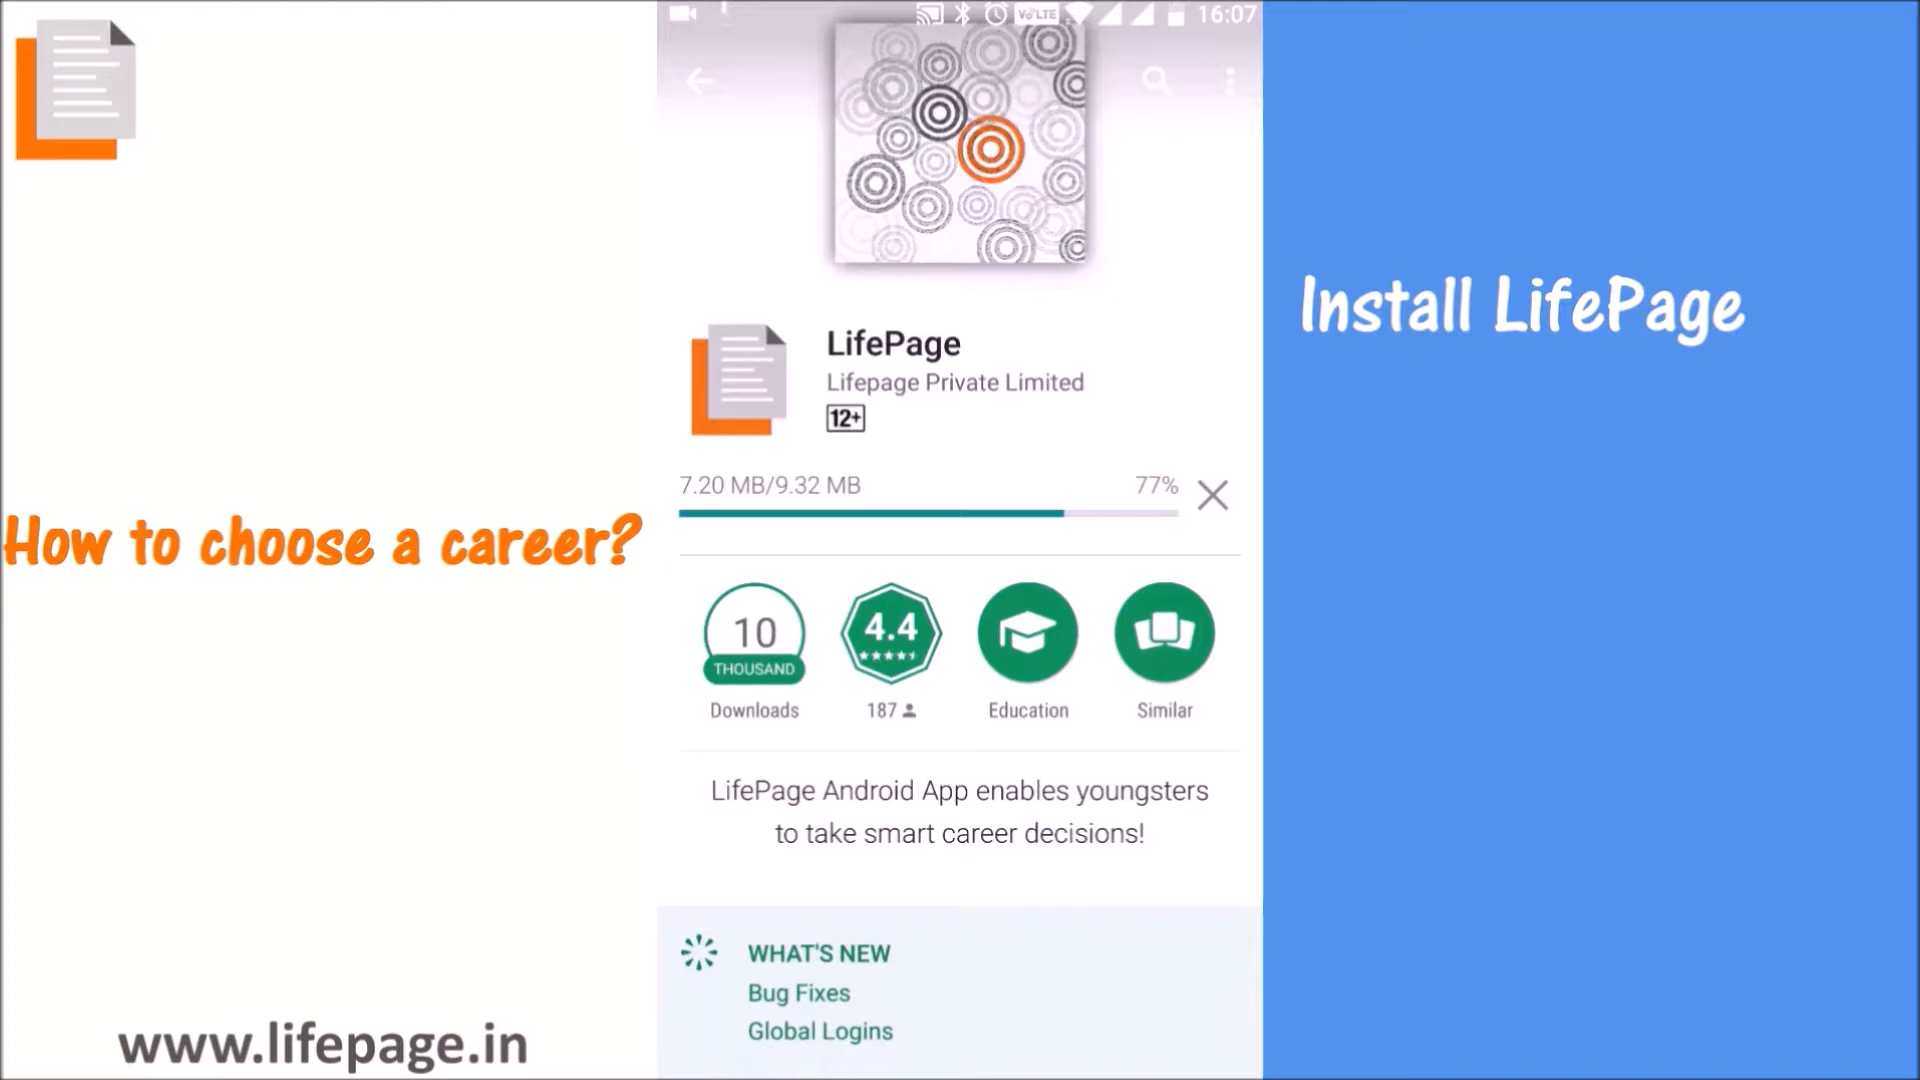 VoLTE 16:07
LifePage
Lifepage Private Limited
12+
7.20 MB/9.32 MB 77%
10
THOUSAND
Downloads
4.4
187
Education
Similar
LifePage Android App enables youngsters
to take smart career decisions!
WHAT'S NEW
Bug Fixes
Global Logins
How to choose a career?
www.lifepage.in
Install LifePage